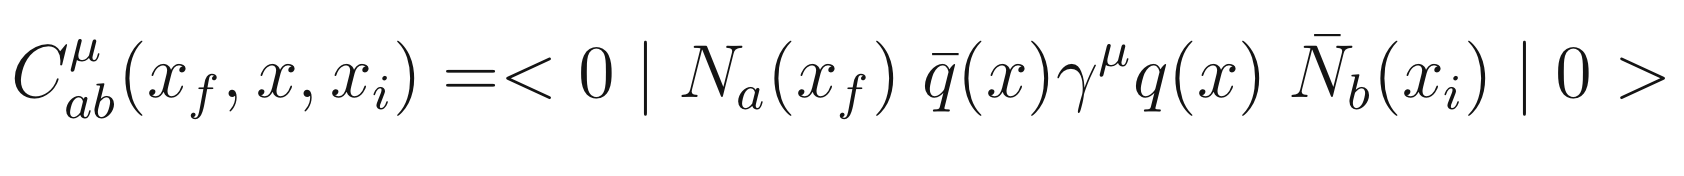 $C^{\mu}_{ab}(x_f, x, x_i) = < 0 \mid N_a(x_f) \ \bar{q}(x)\gamma^{\mu}q(x) \ \bar{N}_b(x_i) \mid 0 >$